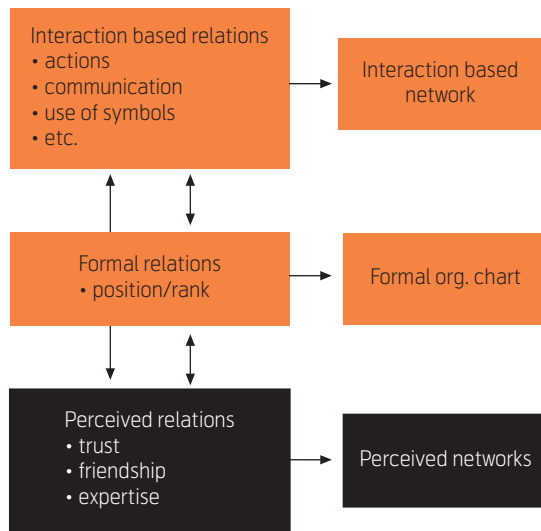 Interaction based relations
• actions
• communication
• use of symbols
• etc.
Interaction based
network
Formal relations
• position/rank
Formal org. chart
Perceived relations
• trust
• friendship
• expertise
Perceived networks